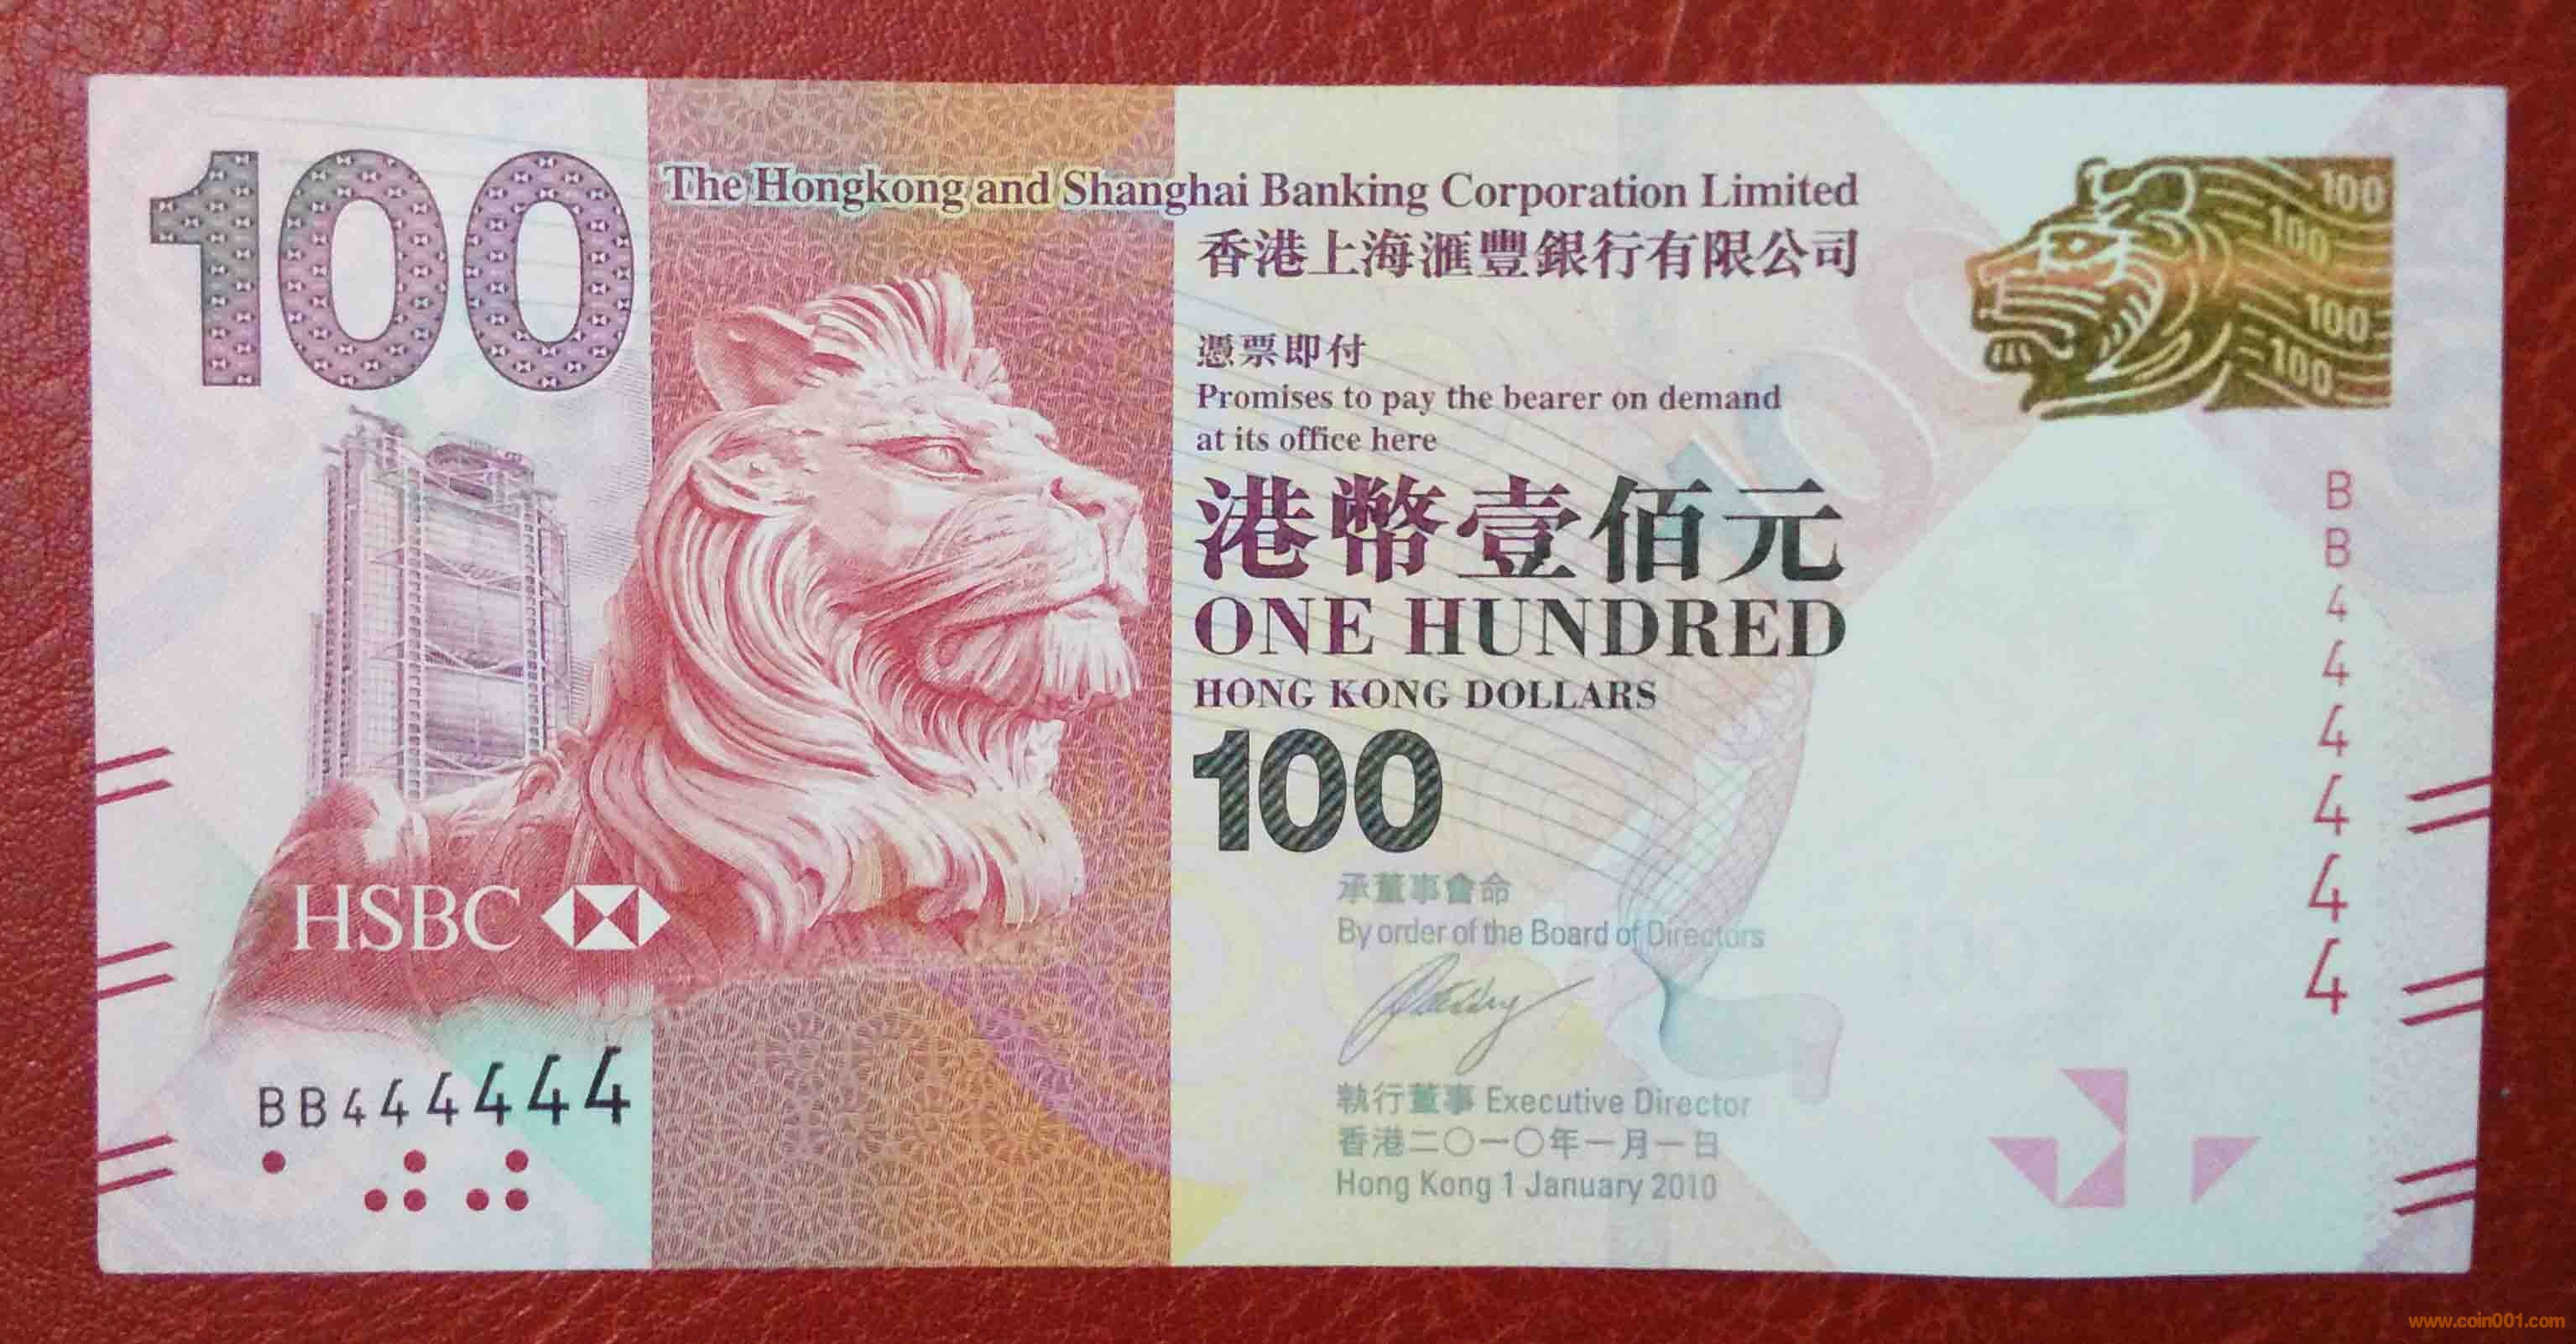 100
The Hongkong and Shanghai Banking Corporation Limited
香港上海滙豐銀行有限公司
憑票即付
Promises to pay the bearer on demand
at its office here
港幣壹佰元
ONE HUNDRED
HONG KONG DOLLARS
100
承董事會命
By order of the Board of Directors
執行董事 Executive Director
香港二〇一〇年一月一日
Hong Kong 1 January 2010
HSBC
BB444444
100
100
100
100
BB444444
www.coin001.com